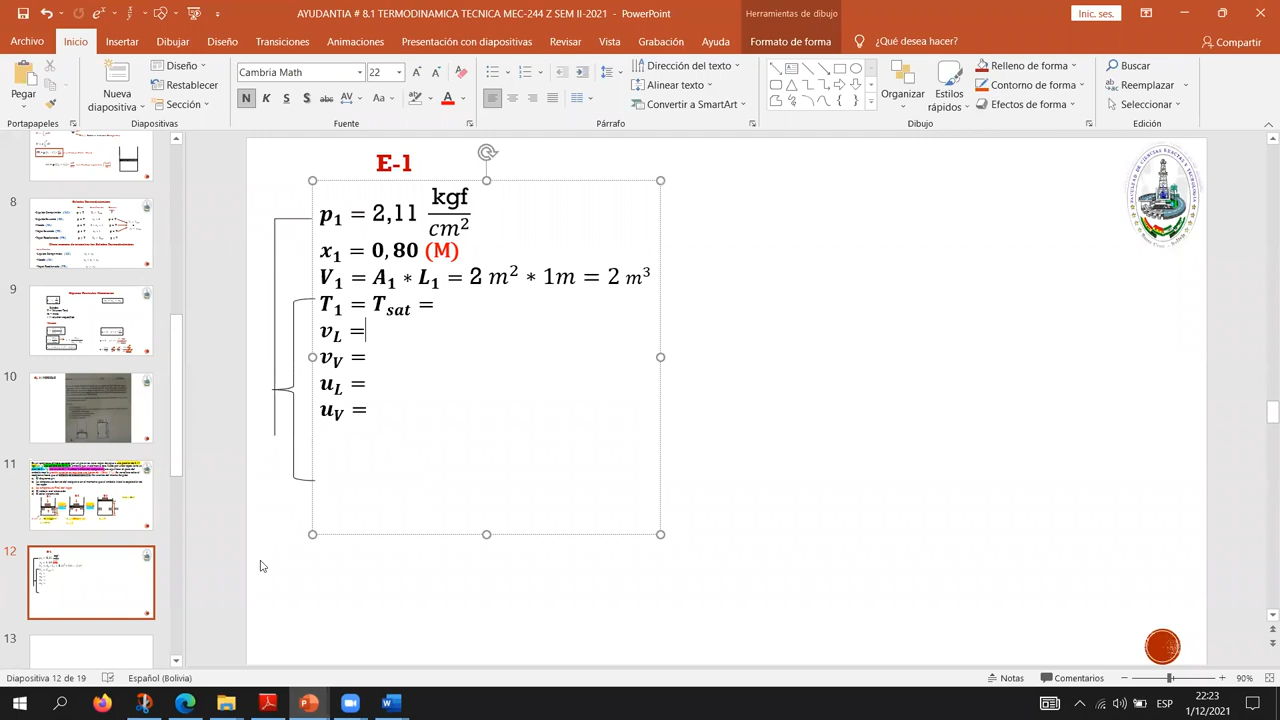 AYUDANTIA # 8.1 TERMODINAMICA TECNICA MEC-244 Z SEM II-2021 - PowerPoint
Herramientas de dibujo
Inic. ses.
Archivo Inicio Insertar Dibujar Diseño Transiciones Animaciones Presentación con diapositivas Revisar Vista Grabación Ayuda Formato de forma ¿Qué desea hacer? Compartir
Pegar
Nueva diapositiva
Diseño
Restablecer
Sección
Cambria Math 22
N K S S abc AV Aa A
Dirección del texto
Alinear texto
Convertir a SmartArt
Organizar
Estilos rápidos
Relleno de forma
Contorno de forma
Efectos de forma
Buscar
Reemplazar
Seleccionar
Portapapeles Diapositivas Fuente Párrafo Dibujo Edición
8
9
10
11
12
13
E-1
p₁ = 2,11 kgf/cm²
x₁ = 0,80 (M)
V₁ = A₁ * L₁ = 2 m² * 1m = 2 m³
T₁ = T_sat =
v_L =
v_V =
u_L =
u_V =
Diapositiva 12 de 19 Español (Bolivia) Notas Comentarios 90%
ESP 22:23
1/12/2021